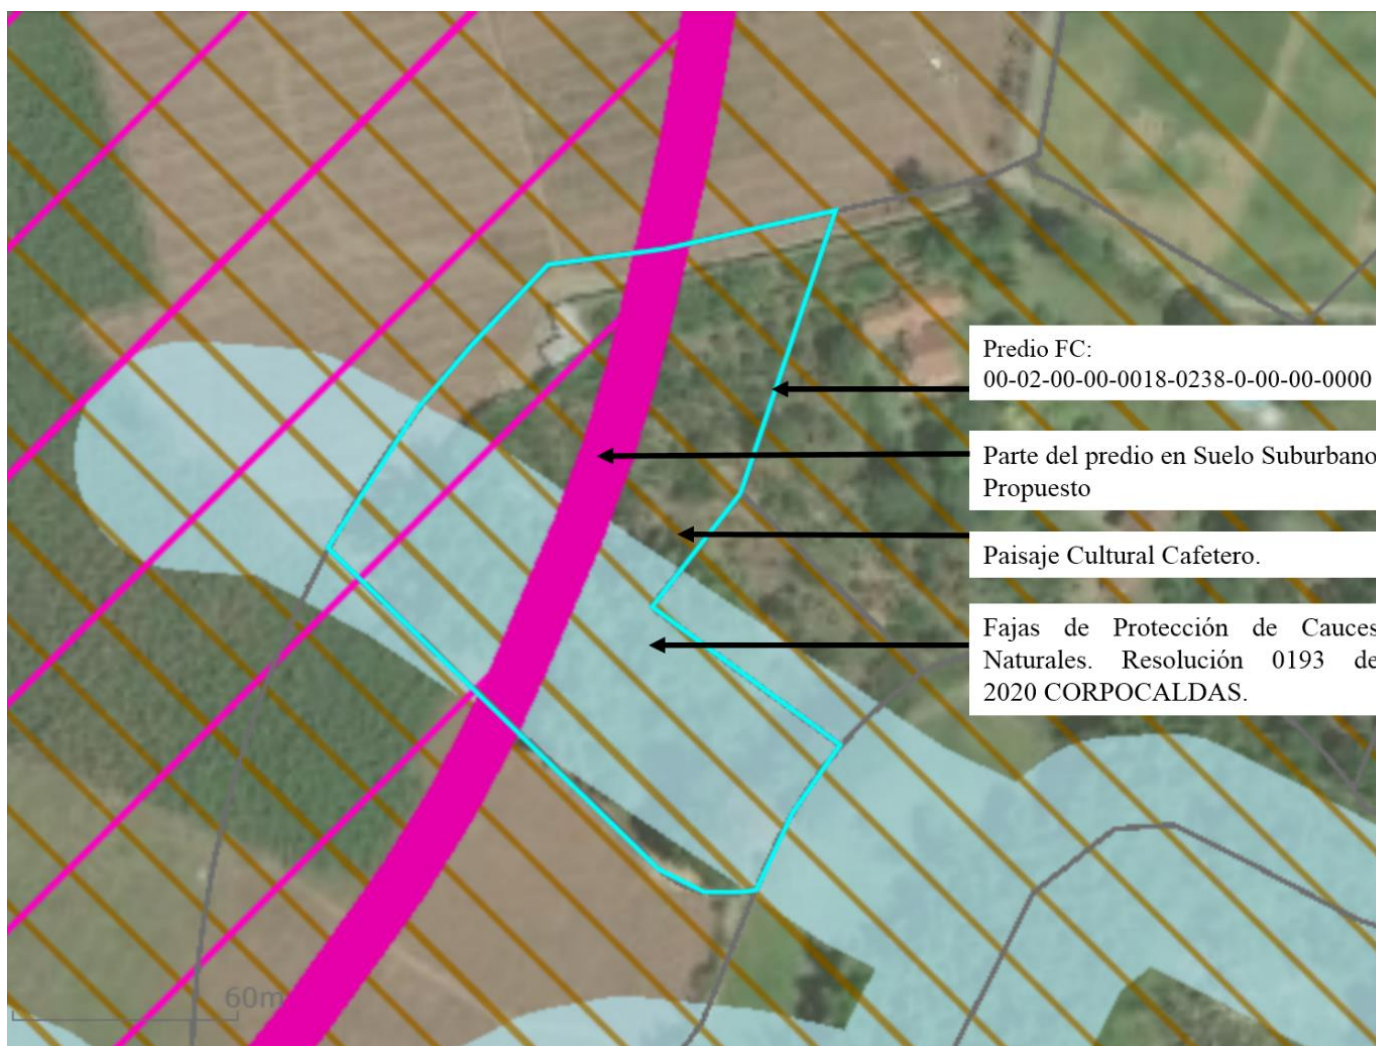 Predio FC:
00-02-00-00-0018-0238-0-00-00-0000
Parte del predio en Suelo Suburbano
Propuesto
Paisaje Cultural Cafetero.
Fajas de Protección de Cauces
Naturales. Resolución 0193 de
2020 CORPOCALDAS.
60m